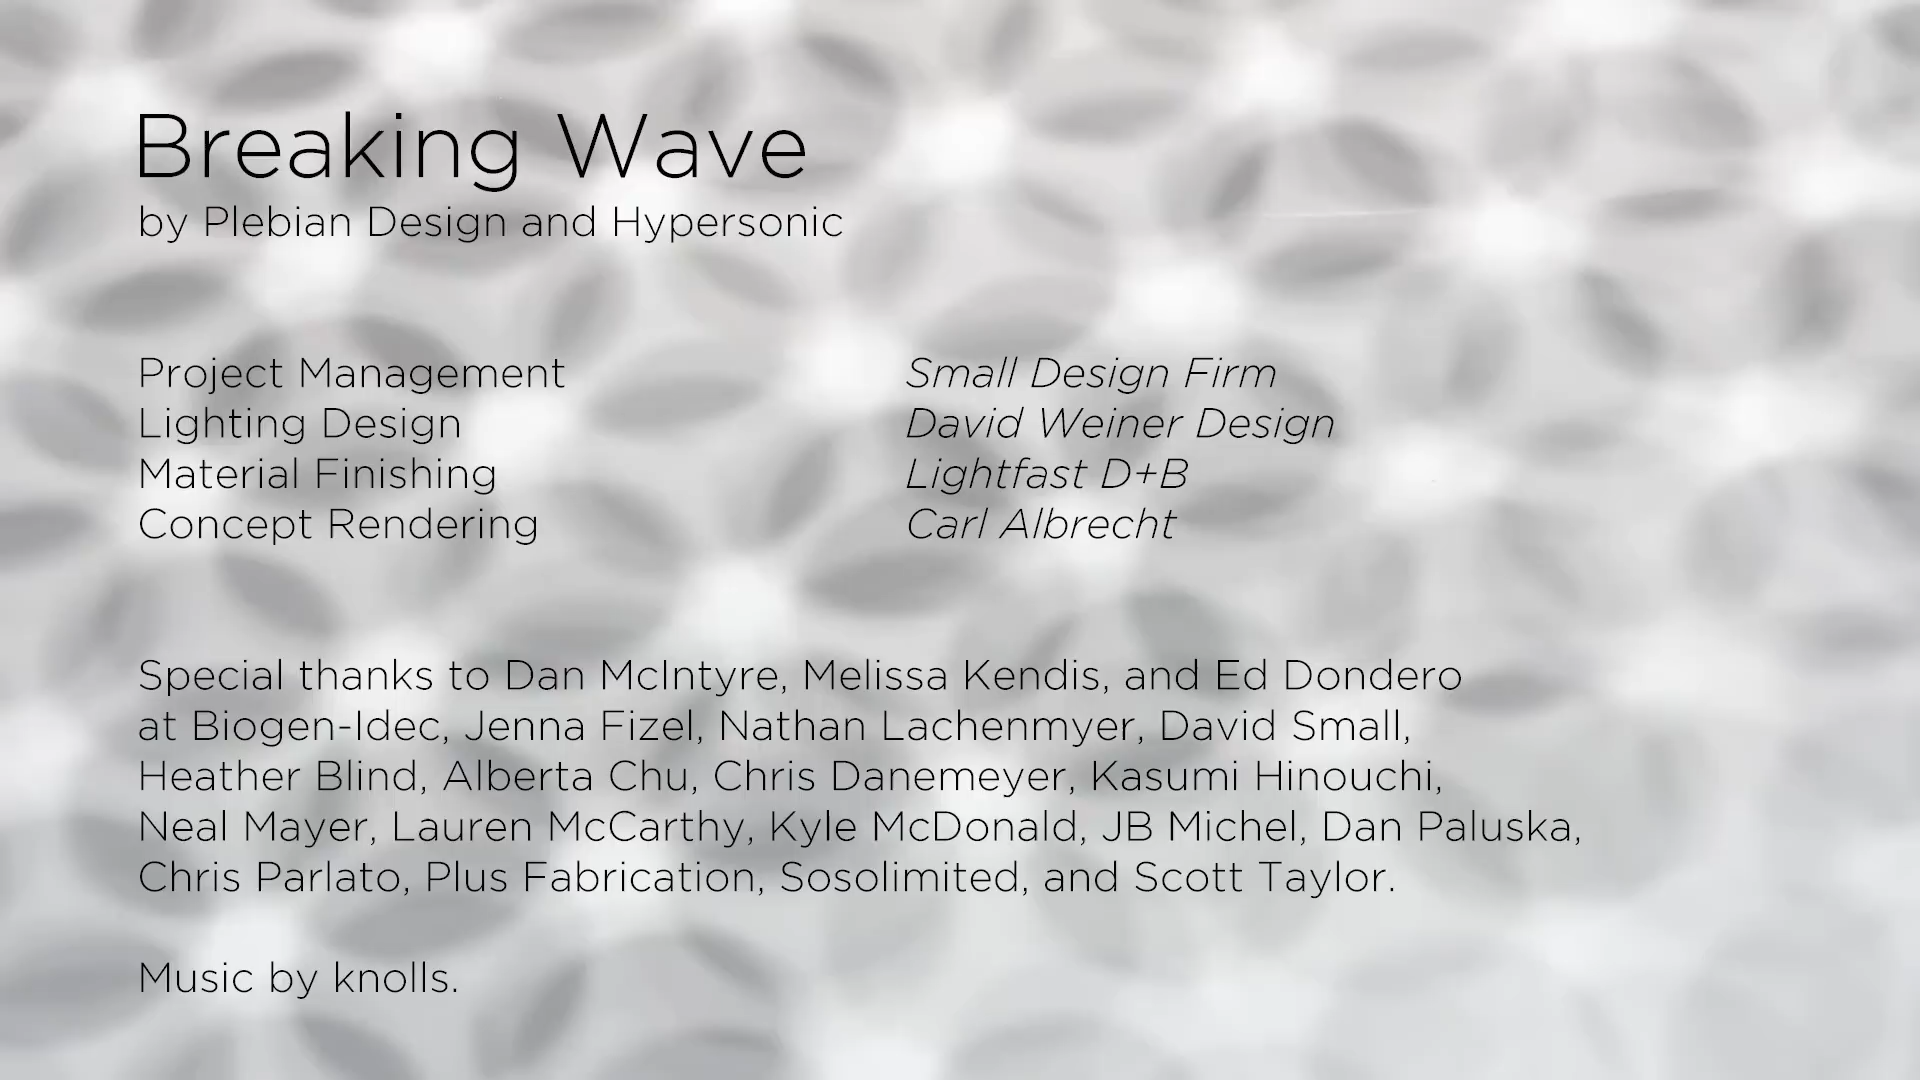 Breaking Wave
by Plebian Design and Hypersonic
Project Management Small Design Firm
Lighting Design David Weiner Design
Material Finishing Lightfast D+B
Concept Rendering Carl Albrecht
Special thanks to Dan McIntyre, Melissa Kendis, and Ed Dondero
at Biogen-Idec, Jenna Fizel, Nathan Lachenmyer, David Small,
Heather Blind, Alberta Chu, Chris Danemeyer, Kasumi Hinouchi,
Neal Mayer, Lauren McCarthy, Kyle McDonald, JB Michel, Dan Paluska,
Chris Parlato, Plus Fabrication, Sosolimited, and Scott Taylor.
Music by knolls.